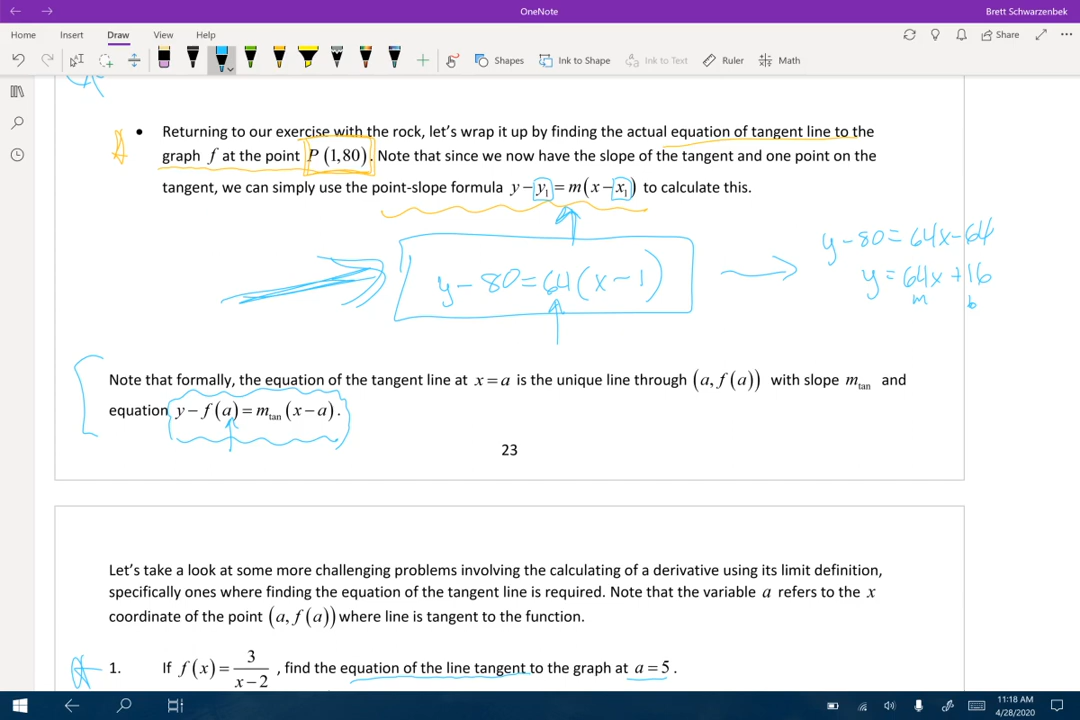 OneNote
Brett Schwarzenbek
Home Insert Draw View Help
Share
Shapes Ink to Shape Ink to Text Ruler Math
• Returning to our exercise with the rock, let's wrap it up by finding the actual equation of tangent line to the
graph f at the point P(1,80). Note that since we now have the slope of the tangent and one point on the
tangent, we can simply use the point-slope formula y−y₁=m(x−x₁) to calculate this.
y-80=64x-64
y-80=64(x-1)
y=64x+16
m b
Note that formally, the equation of the tangent line at x=a is the unique line through (a,f(a)) with slope mₜₐₙ and
equation y−f(a)=mₜₐₙ(x−a).
23
Let's take a look at some more challenging problems involving the calculating of a derivative using its limit definition,
specifically ones where finding the equation of the tangent line is required. Note that the variable a refers to the x
coordinate of the point (a,f(a)) where line is tangent to the function.
1. If f(x)=3/(x−2), find the equation of the line tangent to the graph at a=5.
11:18 AM
4/28/2020